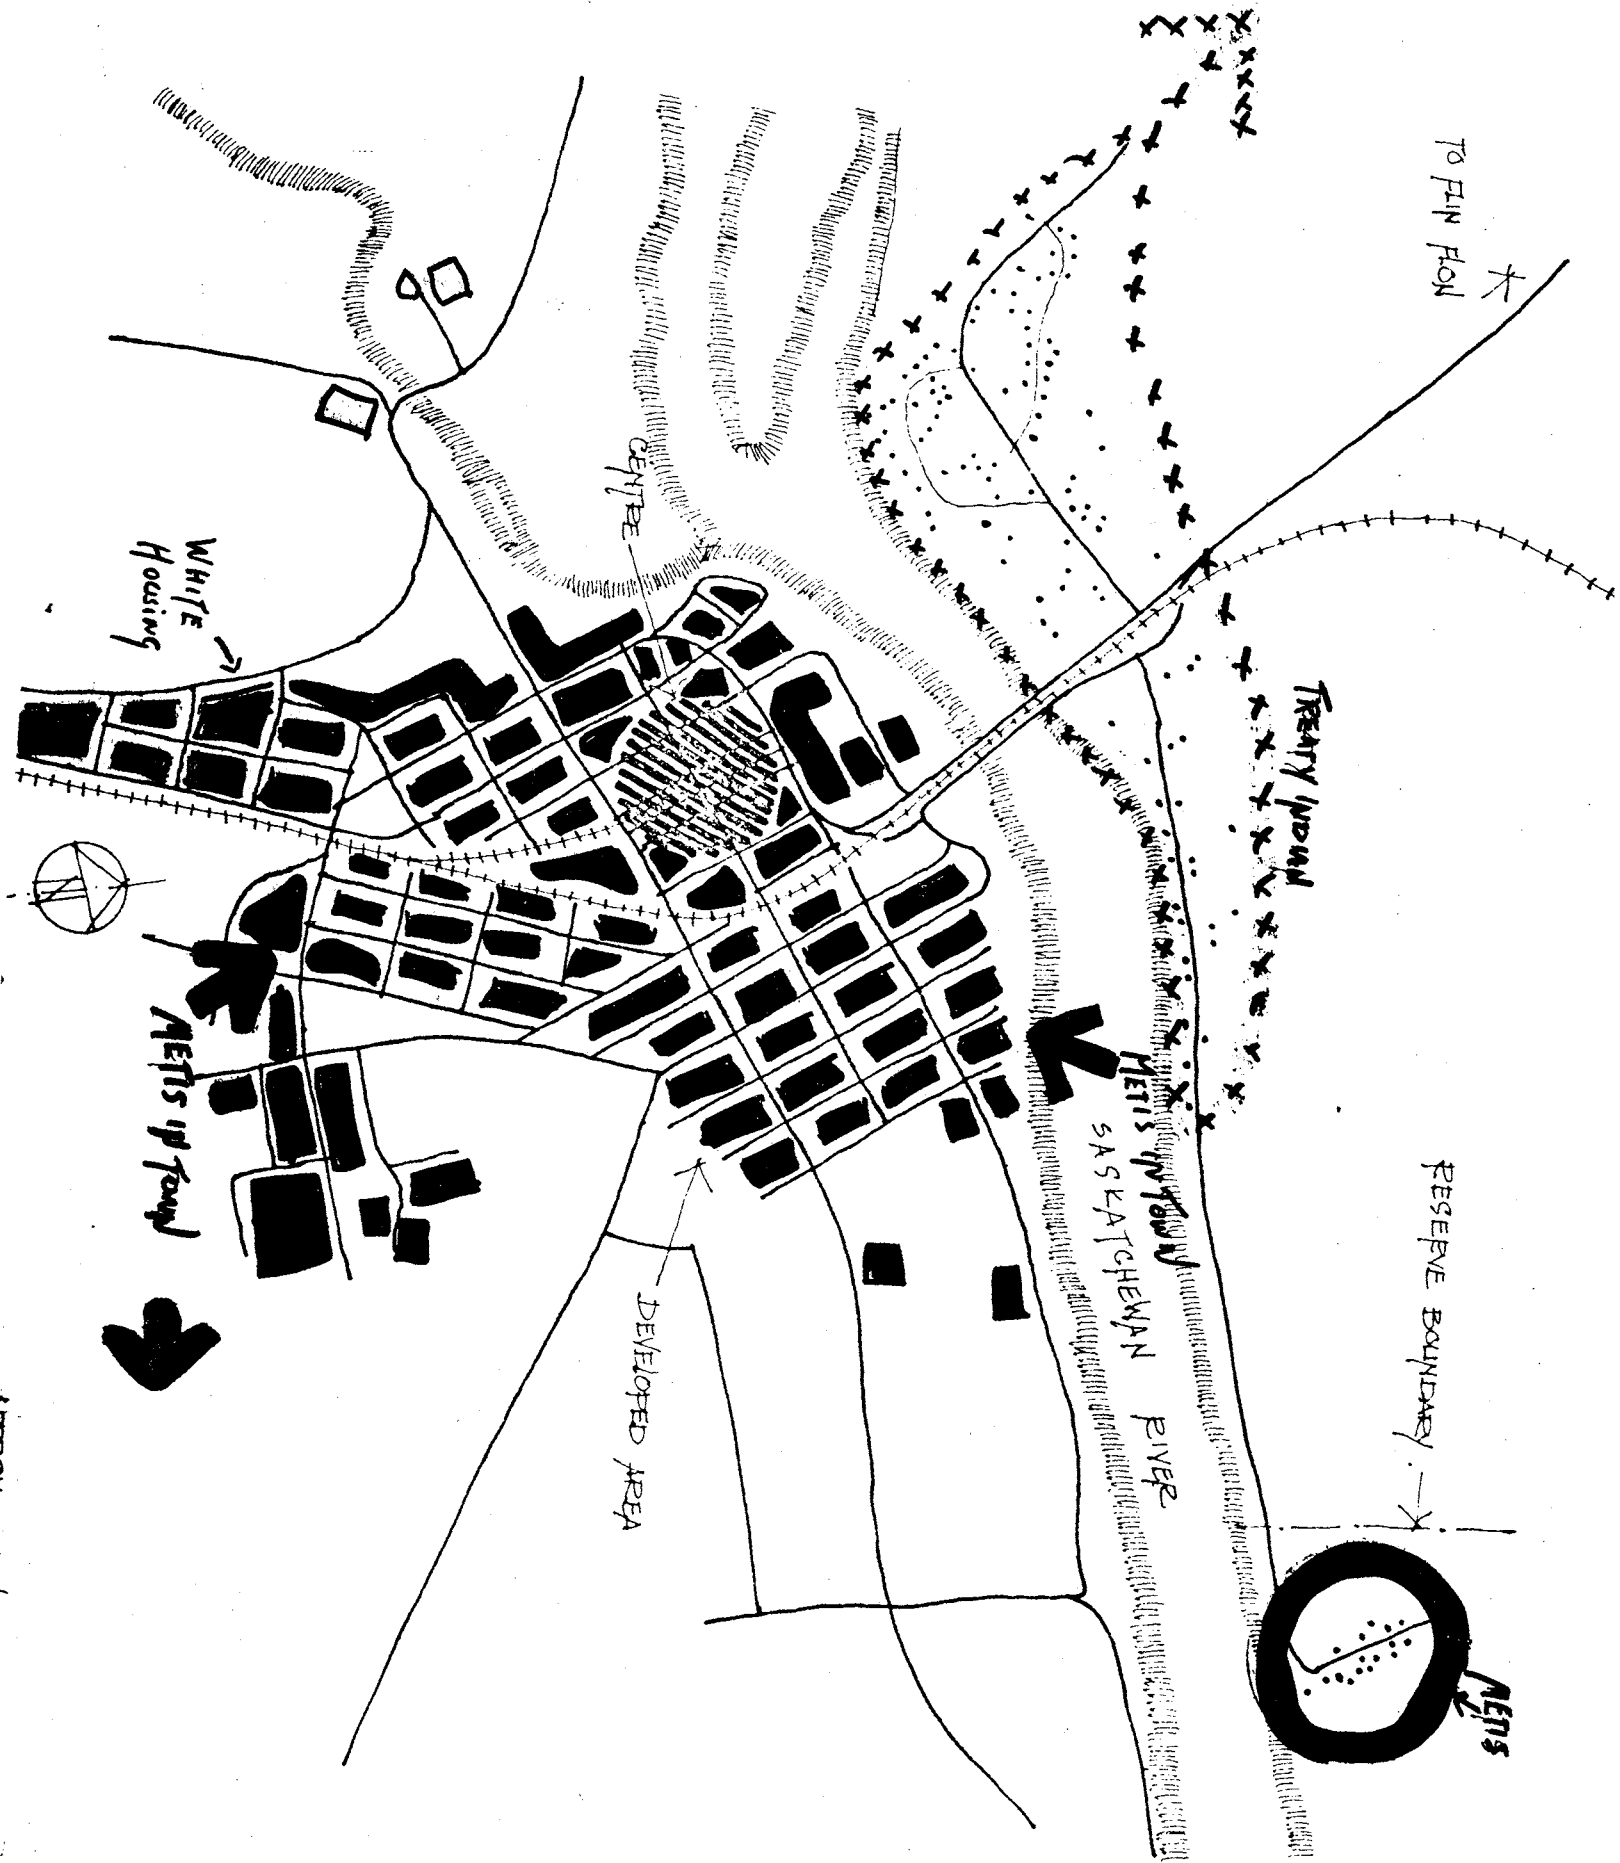 TO FLIN FLON
TREATY INDIAN
RESERVE BOUNDARY.
METIS
METIS IN TOWN
SASKATCHEWAN RIVER
CENTRE
DEVELOPED AREA
WHITE
HOUSING
METIS IN TOWN
N